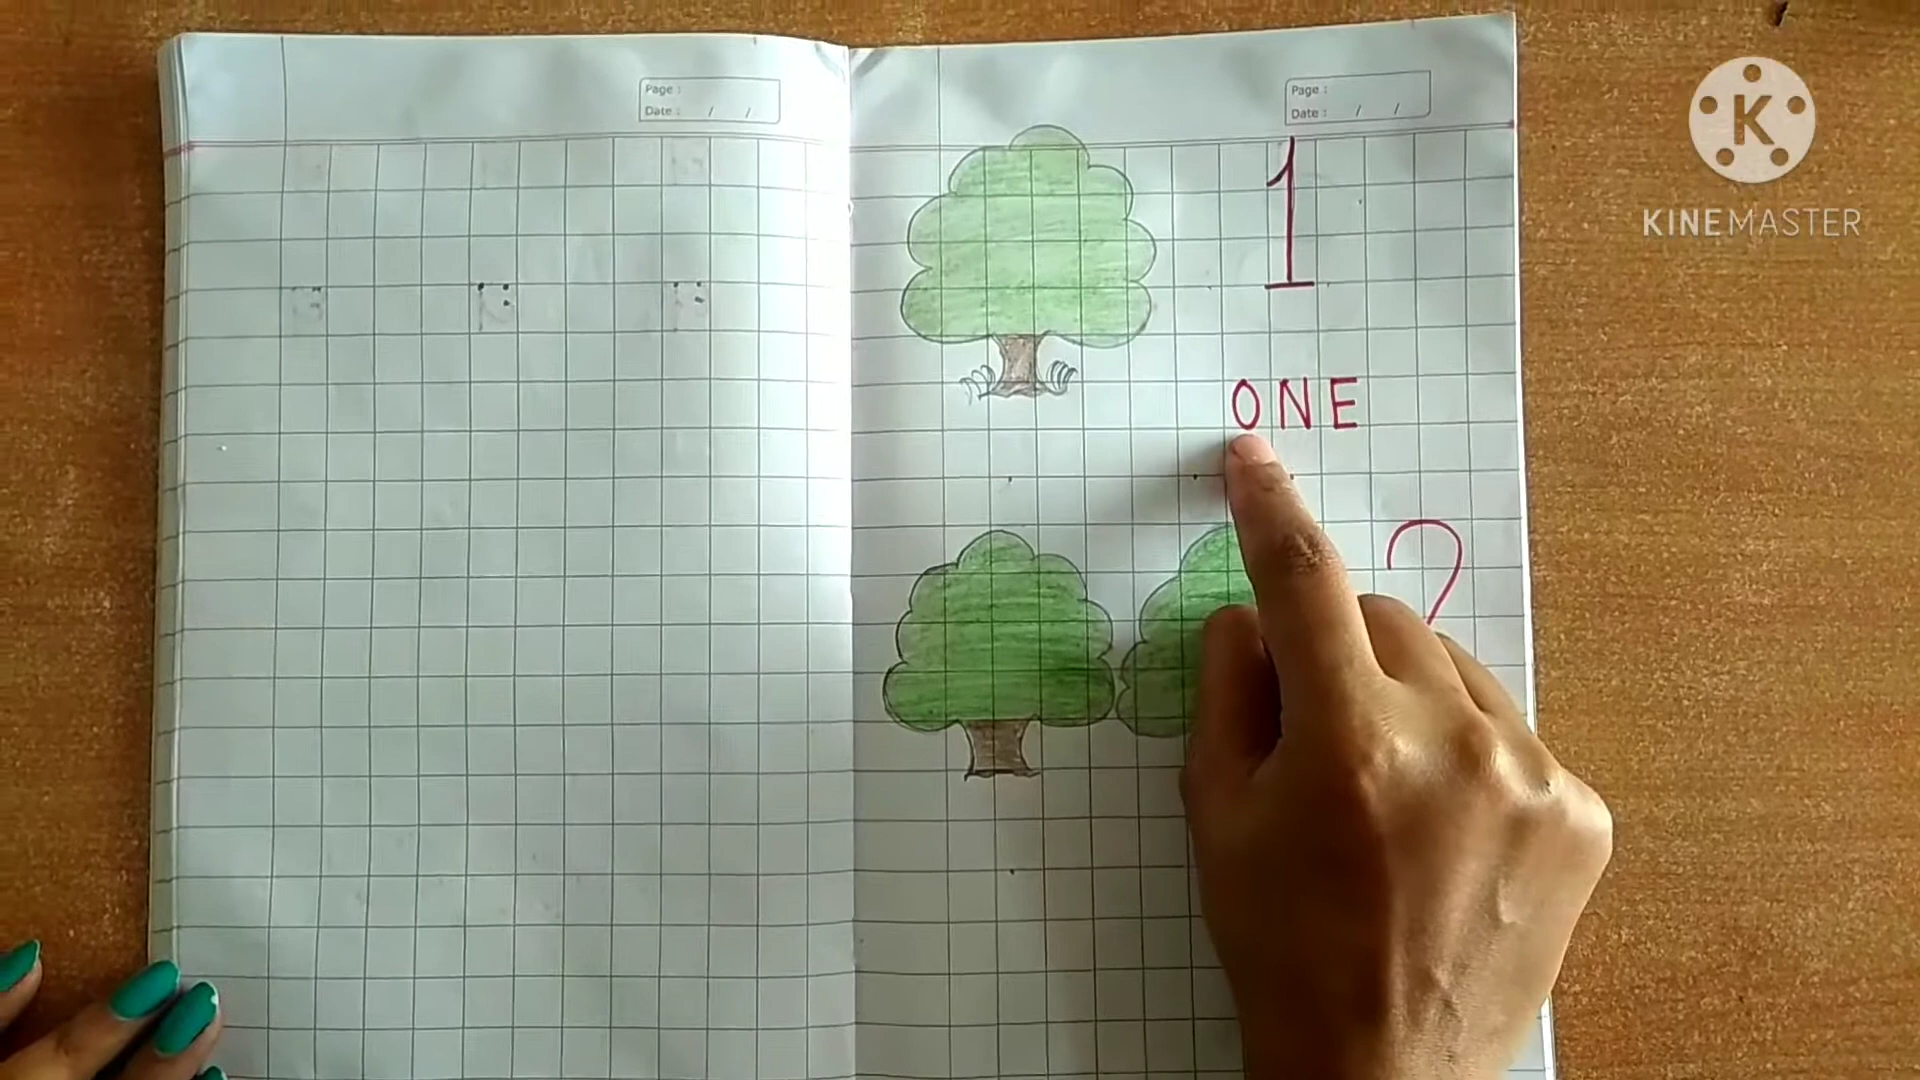 Page :
Date : / /
Page :
Date : / /
1
ONE
2
KINEMASTER